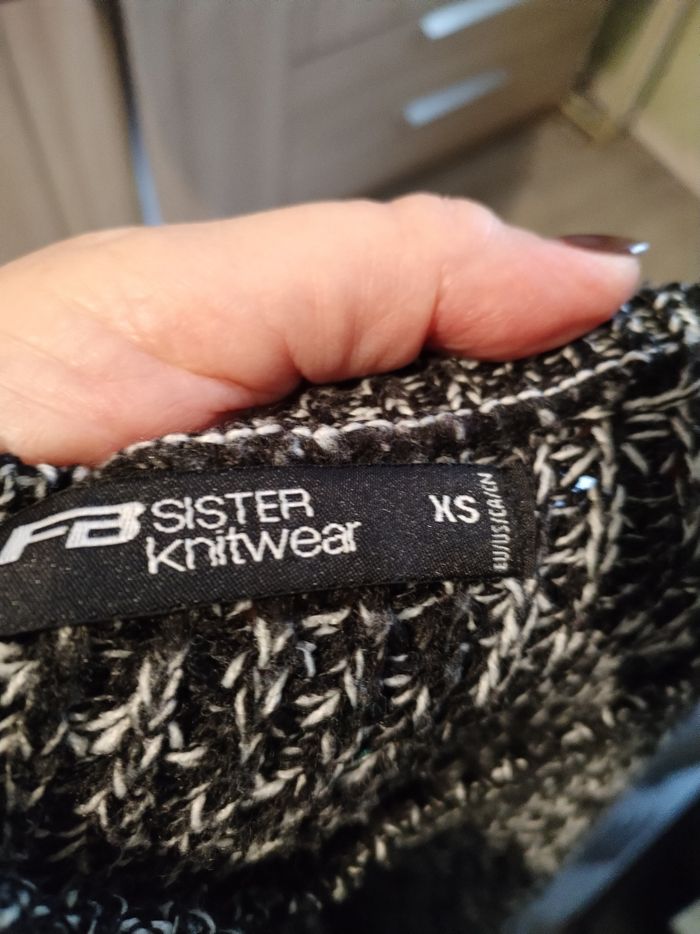 FB SISTER
knitwear
XS
EU/US/CA/CN